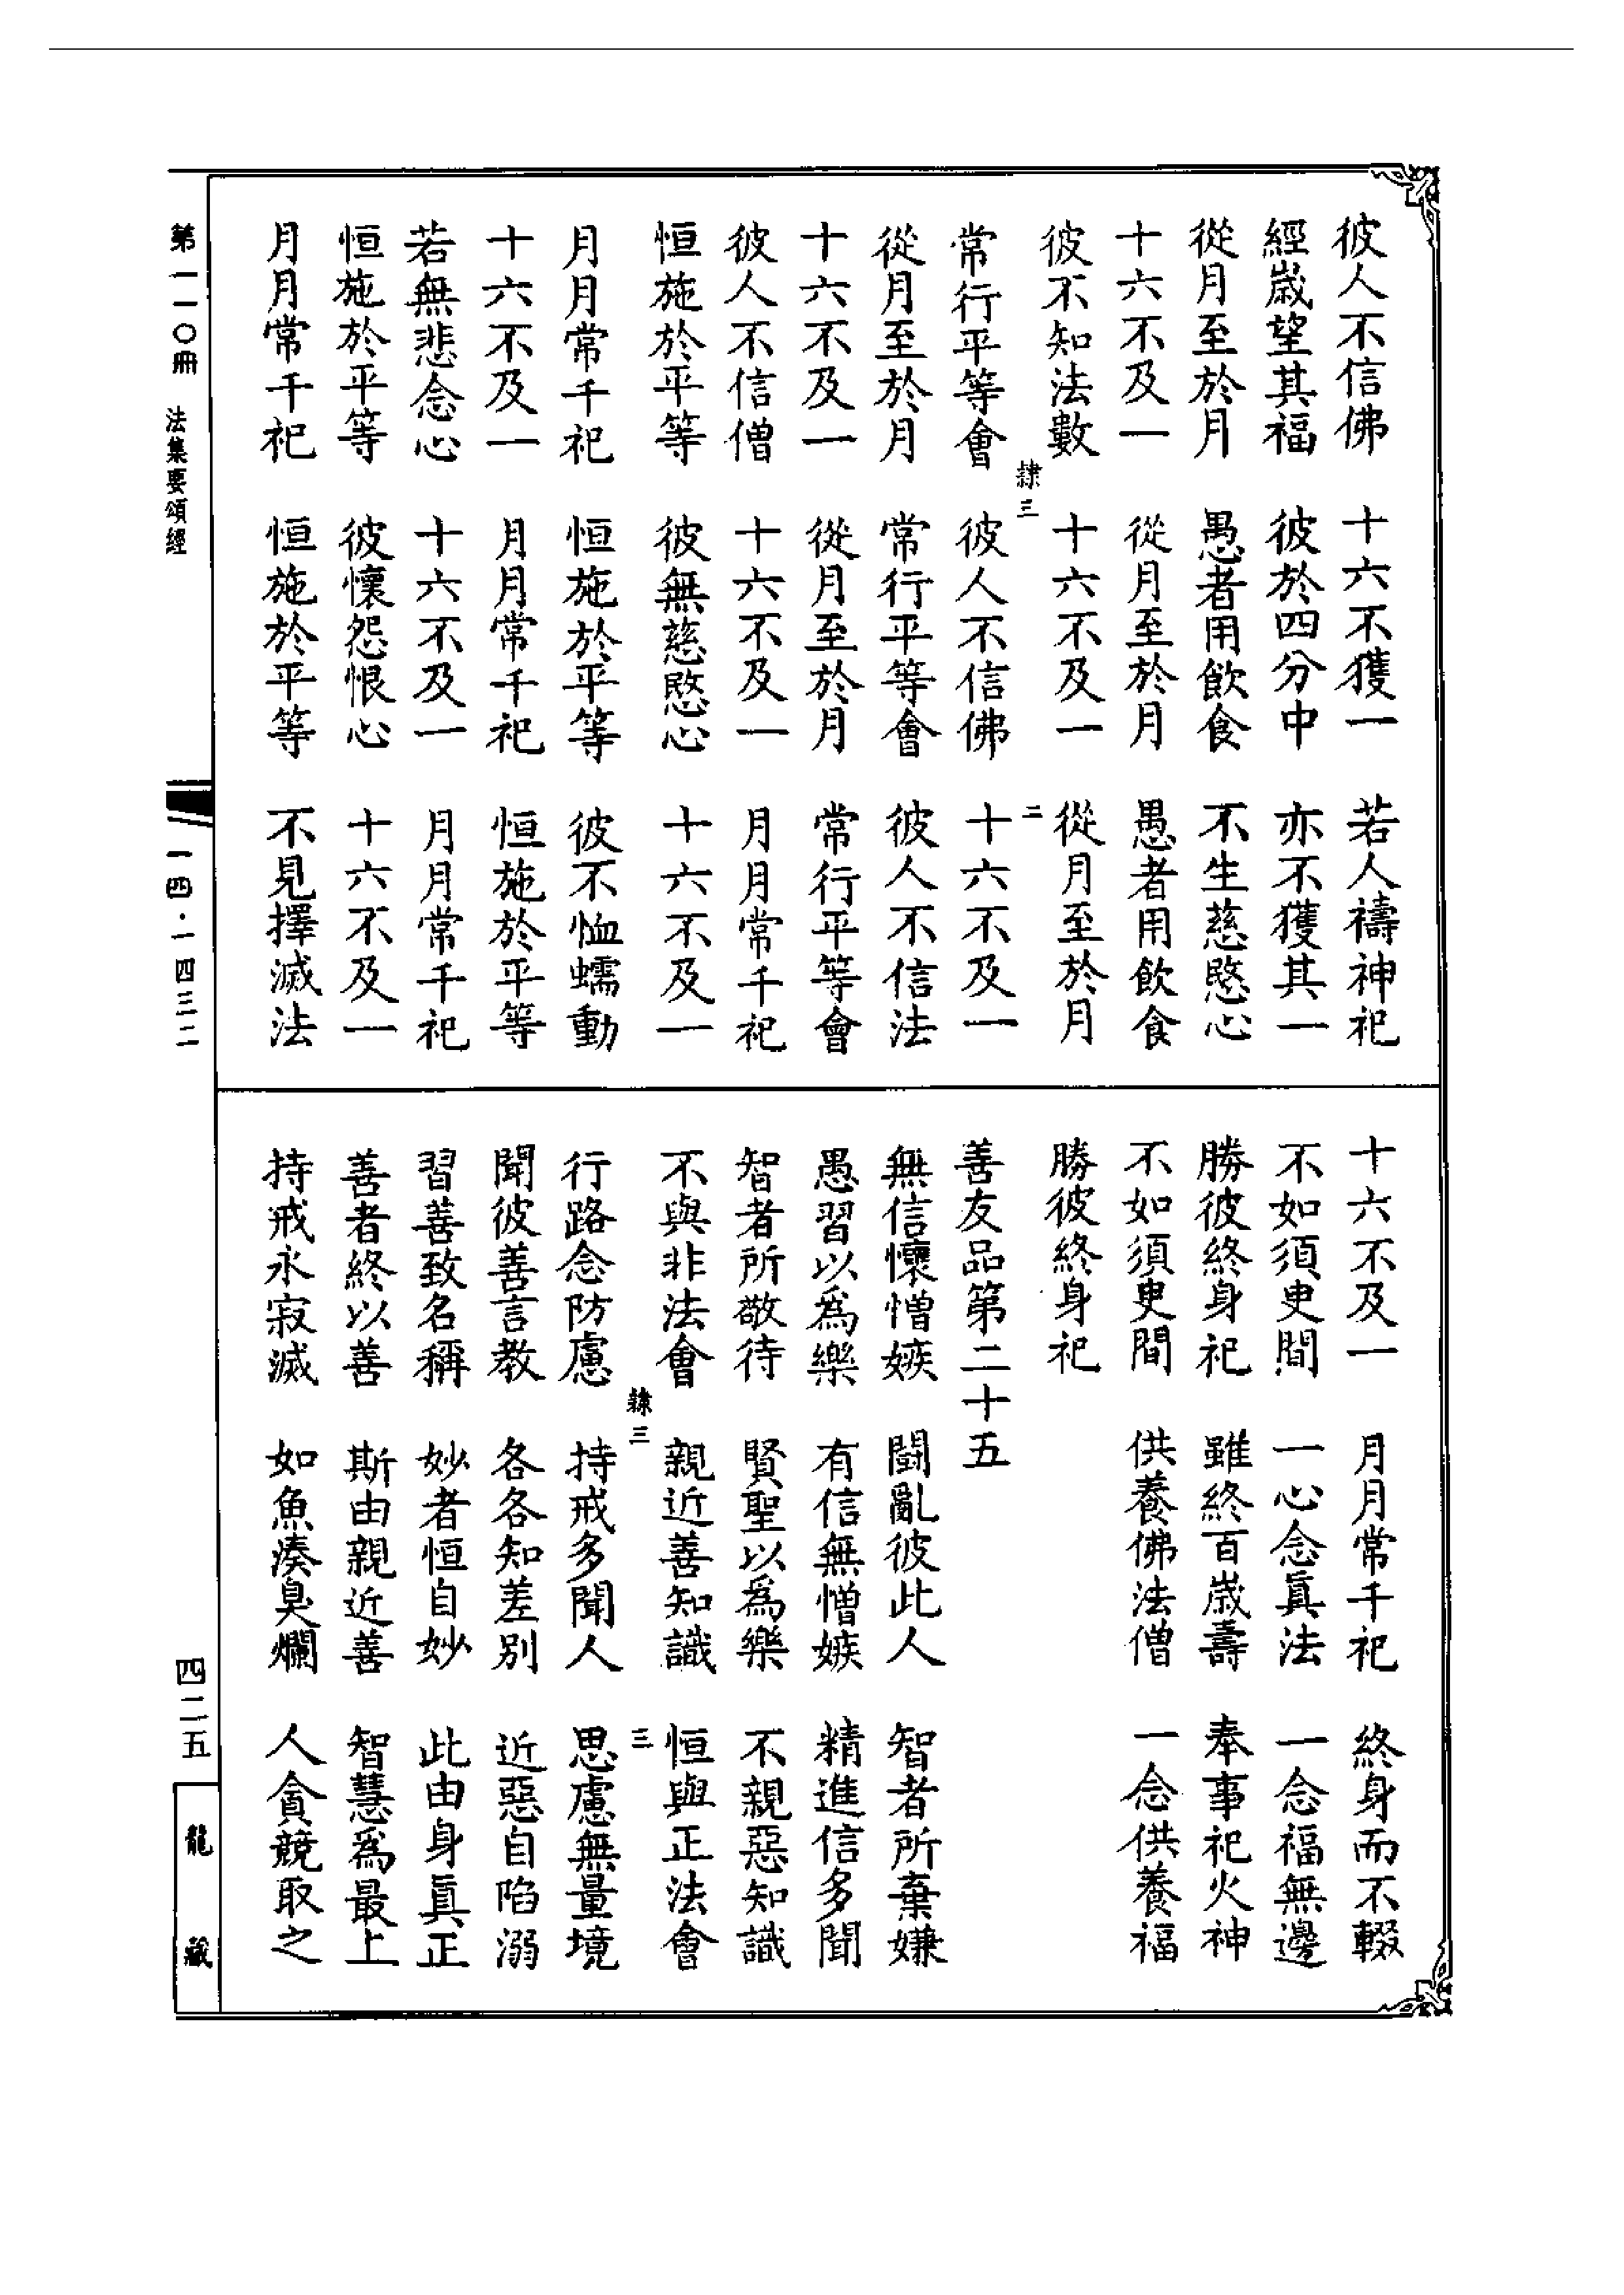 彼人不信佛　十六不獲一　若人禱神祀
經歲望其福　彼於四分中　亦不獲其一
從月至於月　愚者用飲食　不生慈愍心
十六不及一　從月至於月　愚者用飲食
彼不知法數　十六不及一　從月至於月
隸三　二
常行平等會　彼人不信佛　十六不及一
從月至於月　常行平等會　彼人不信法
十六不及一　從月至於月　常行平等會
彼人不信僧　十六不及一　月月常千祀
恒施於平等　彼無慈愍心　十六不及一
月月常千祀　恒施於平等　彼不恤蠕動
十六不及一　月月常千祀　恒施於平等
若無悲念心　十六不及一　月月常千祀
恒施於平等　彼懷怨恨心　十六不及一
月月常千祀　恒施於平等　不見擇滅法
十六不及一　月月常千祀　終身而不輟
不如須臾間　一心念眞法　一念福無邊
勝彼終身祀　雖終百歲壽　奉事祀火神
不如須臾間　供養佛法僧　一念供養福
勝彼終身祀
善友品第二十五
無信懷憎嫉　鬪亂彼此人　智者所棄嫌
愚習以爲樂　有信無憎嫉　精進信多聞
智者所敬待　賢聖以爲樂　不親惡知識
不與非法會　親近善知識　恒與正法會
隸三　三
行路念防慮　持戒多聞人　思慮無量境
聞彼善言教　各各知差別　近惡自陷溺
習善致名稱　妙者恒自妙　此由身眞正
善者終以善　斯由親近善　智慧爲最上
持戒永寂滅　如魚湊臭爛　人貪競取之
第一一〇冊　法集要頌經　一四·一四三二　四二五　龍藏